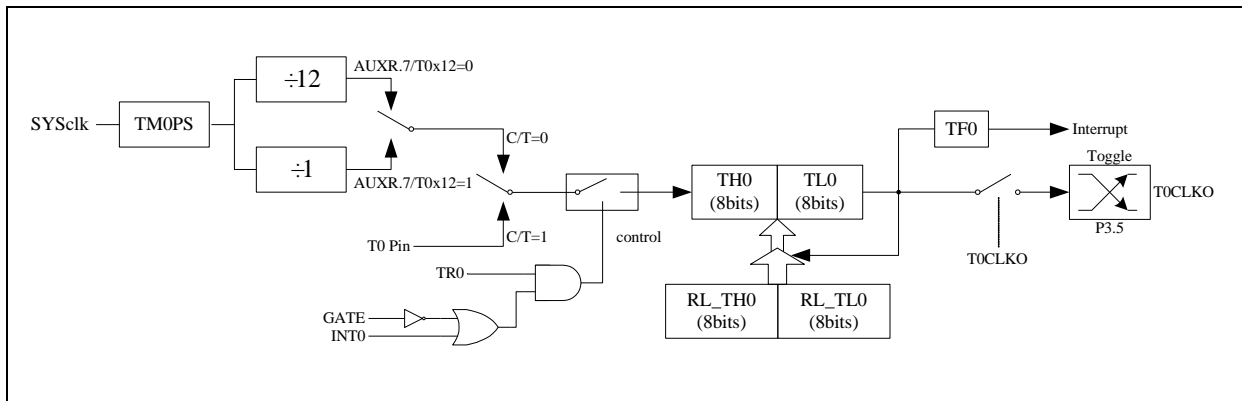 AUXR.7/T0x12=0
÷12
SYSclk
TM0PS
C/T=0
÷1
AUXR.7/T0x12=1
T0 Pin
C/T=1
control
TR0
GATE
INT0
TH0
(8bits)
TL0
(8bits)
RL_TH0
(8bits)
RL_TL0
(8bits)
TF0
Interrupt
Toggle
T0CLKO
P3.5
T0CLKO